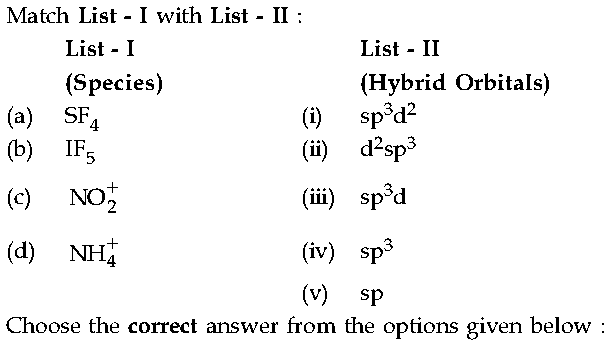 Match List - I with List - II :
List - I List - II
(Species) (Hybrid Orbitals)
(a) SF₄ (i) sp³d²
(b) IF₅ (ii) d²sp³
(c) NO₂⁺ (iii) sp³d
(d) NH₄⁺ (iv) sp³
(v) sp
Choose the correct answer from the options given below :